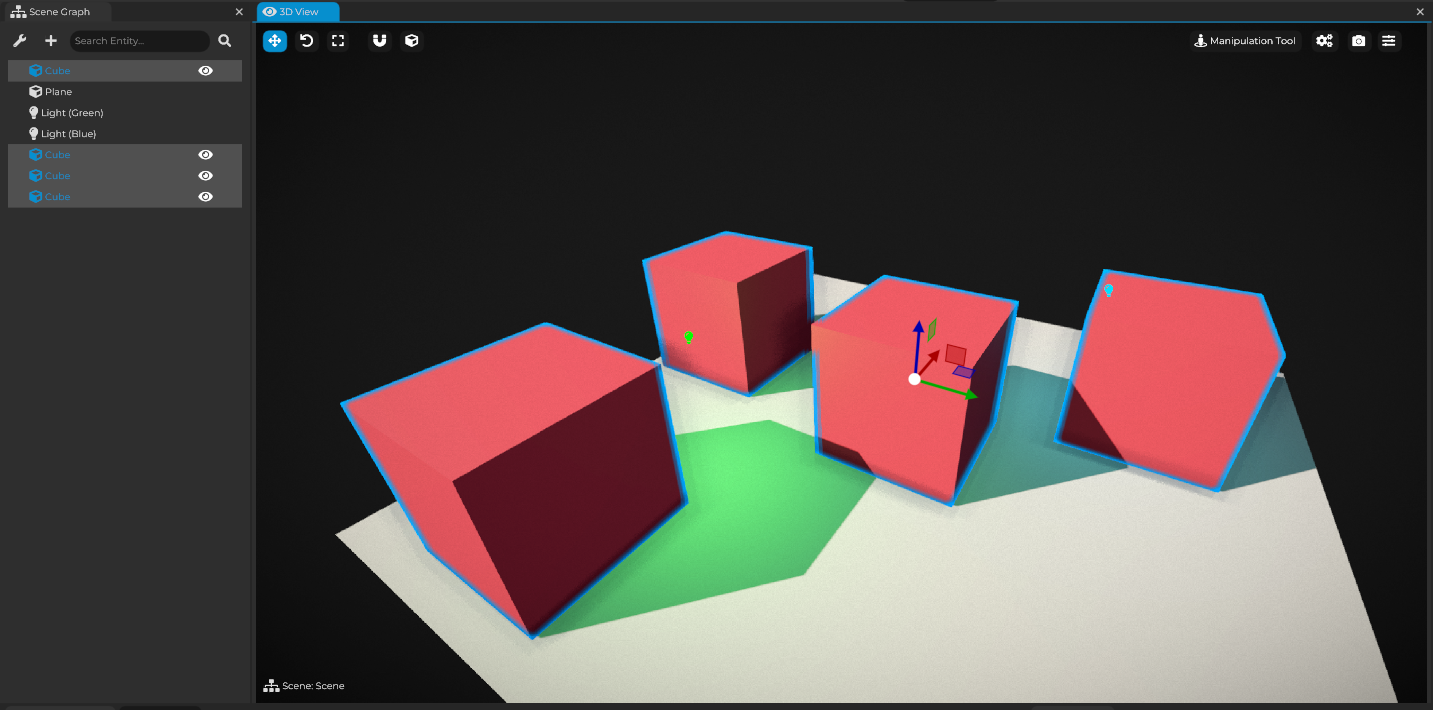 Scene Graph
3D View
Search Entity...
Manipulation Tool
Cube
Plane
Light (Green)
Light (Blue)
Cube
Cube
Cube
Scene: Scene